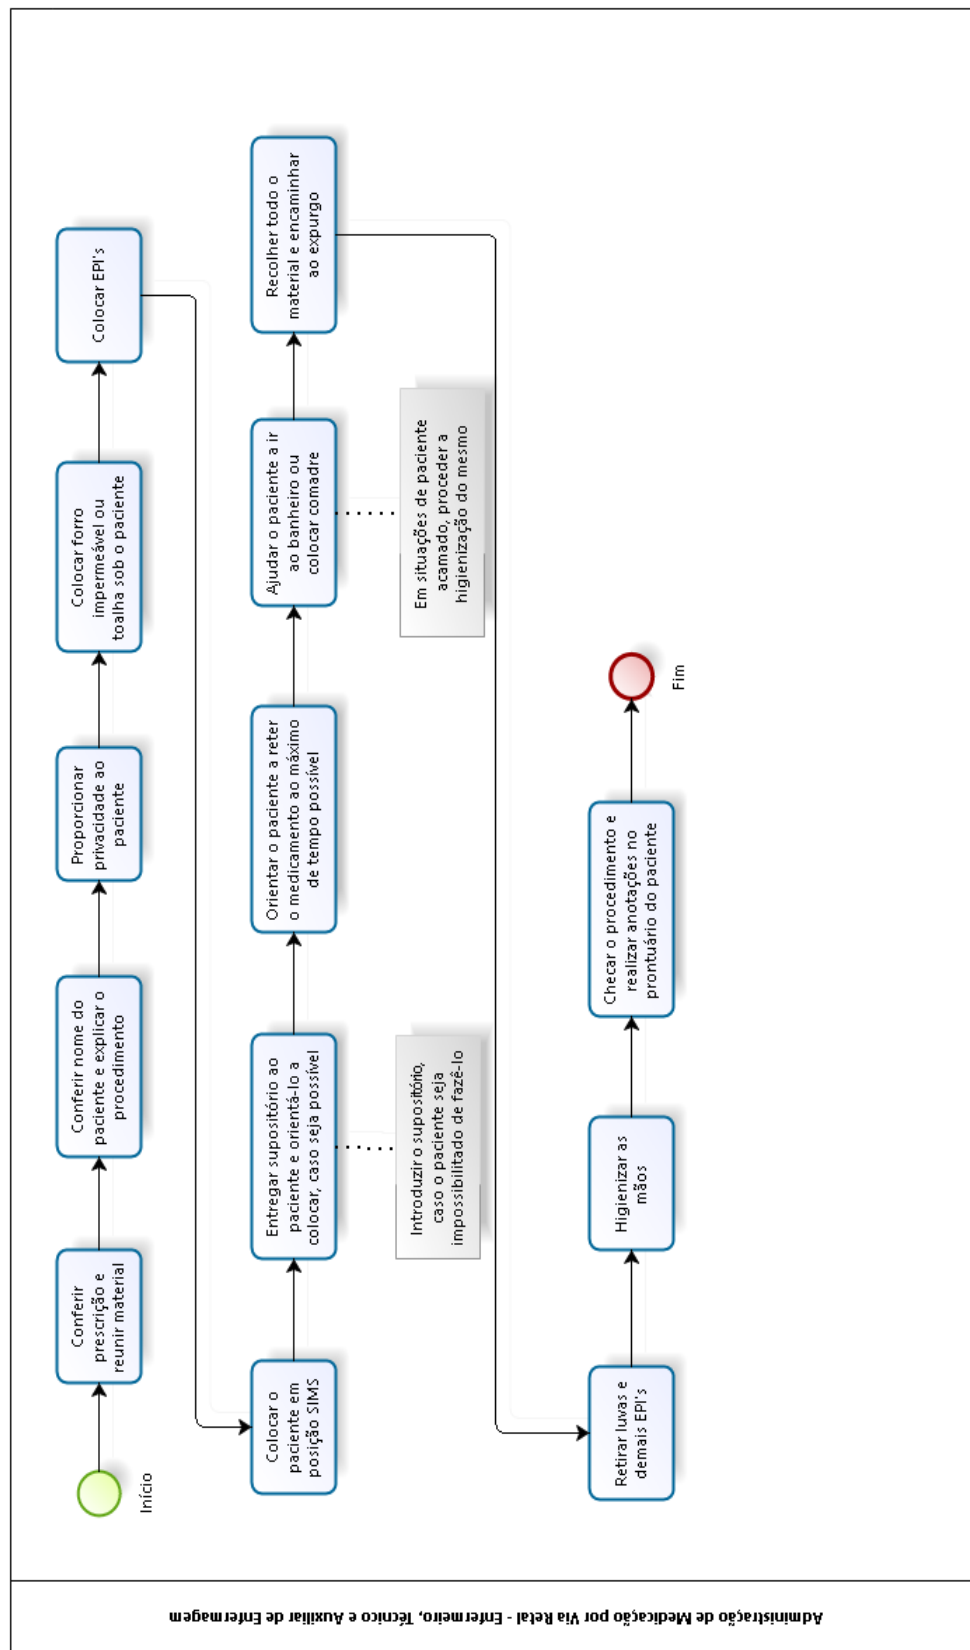 Administração de Medicação por Via Retal - Enfermeiro, Técnico e Auxiliar de Enfermagem
Início
Conferir
prescrição e
reunir material
Conferir nome do
paciente e explicar o
procedimento
Proporcionar
privacidade ao
paciente
Colocar forro
impermeável ou
toalha sob o paciente
Colocar EPI's
Colocar o
paciente em
posição SIMS
Entregar supositório ao
paciente e orientá-lo a
colocar, caso seja possível
Introduzir o supositório,
caso o paciente seja
impossibilitado de fazê-lo
Orientar o paciente a reter
o medicamento ao máximo
de tempo possível
Ajudar o paciente a ir
ao banheiro ou
colocar comadre
Em situações de paciente
acamado, proceder a
higienização do mesmo
Recolher todo o
material e encaminhar
ao expurgo
Retirar luvas e
demais EPI's
Higienizar as
mãos
Checar o procedimento e
realizar anotações no
prontuário do paciente
Fim